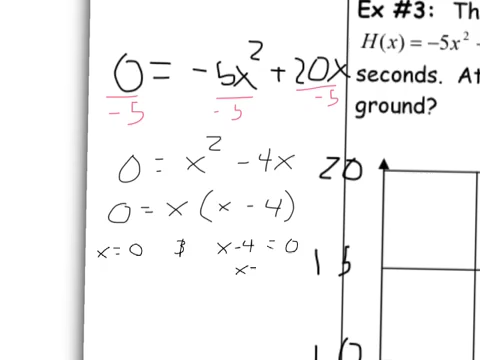 Ex #3: Th
H(x) = -5x² -
seconds. At
ground?
0 = -5x² + 20x
-5 -5 -5
0 = x² - 4x
0 = x (x - 4)
x = 0 & x - 4 = 0
x =
20
15
10